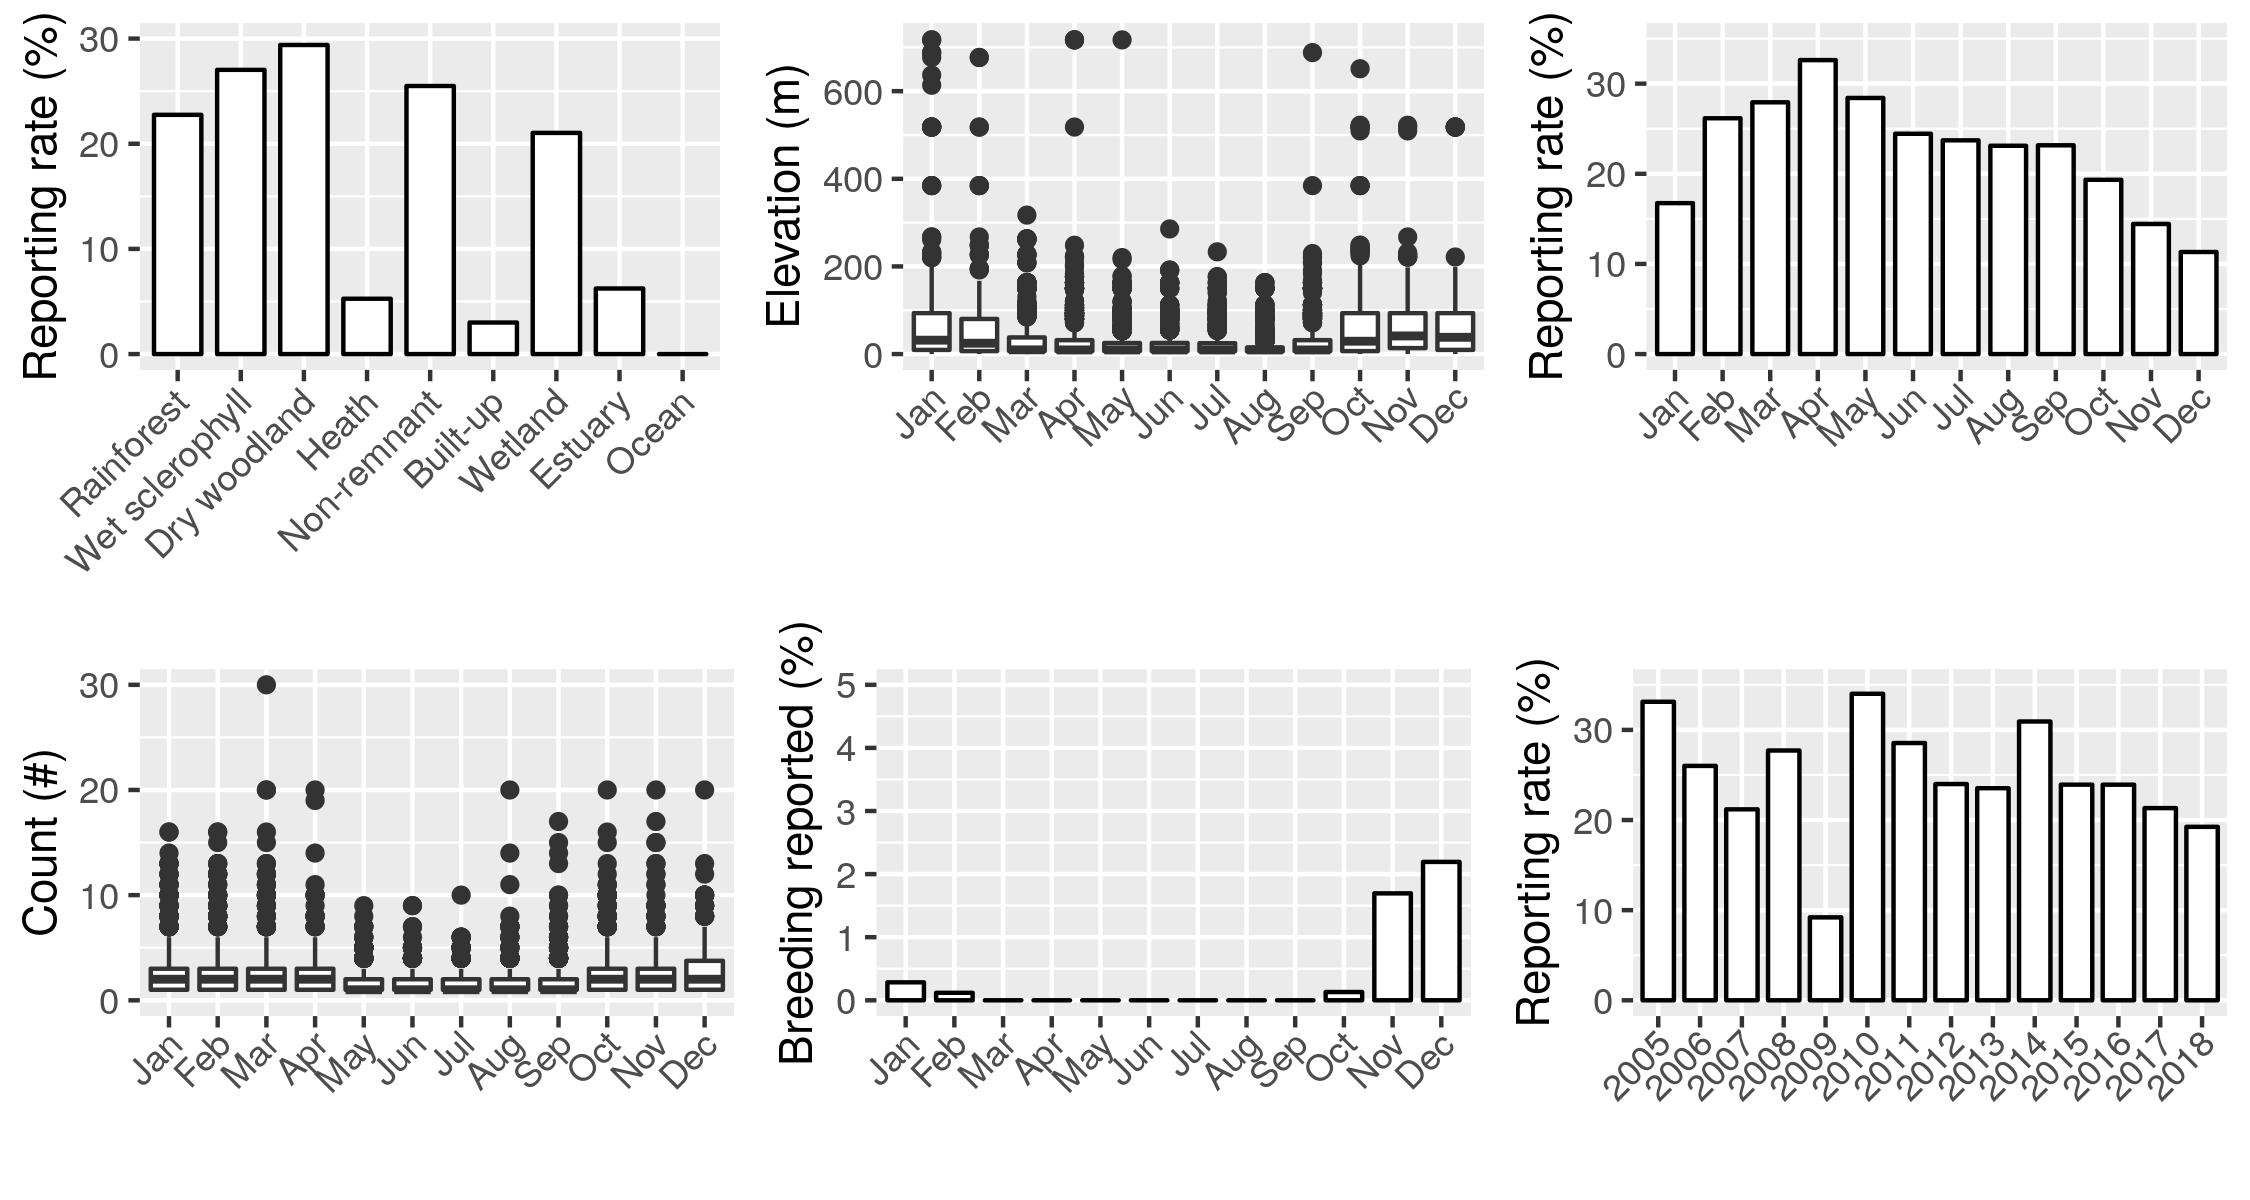 Reporting rate (%)
30
20
10
0
Rainforest
Wet sclerophyll
Dry woodland
Heath
Non-remnant
Built-up
Wetland
Estuary
Ocean
Elevation (m)
600
400
200
0
Jan
Feb
Mar
Apr
May
Jun
Jul
Aug
Sep
Oct
Nov
Dec
Reporting rate (%)
30
20
10
0
Jan
Feb
Mar
Apr
May
Jun
Jul
Aug
Sep
Oct
Nov
Dec
Count (#)
30
20
10
0
Jan
Feb
Mar
Apr
May
Jun
Jul
Aug
Sep
Oct
Nov
Dec
Breeding reported (%)
5
4
3
2
1
0
Jan
Feb
Mar
Apr
May
Jun
Jul
Aug
Sep
Oct
Nov
Dec
Reporting rate (%)
30
20
10
0
2005
2006
2007
2008
2009
2010
2011
2012
2013
2014
2015
2016
2017
2018